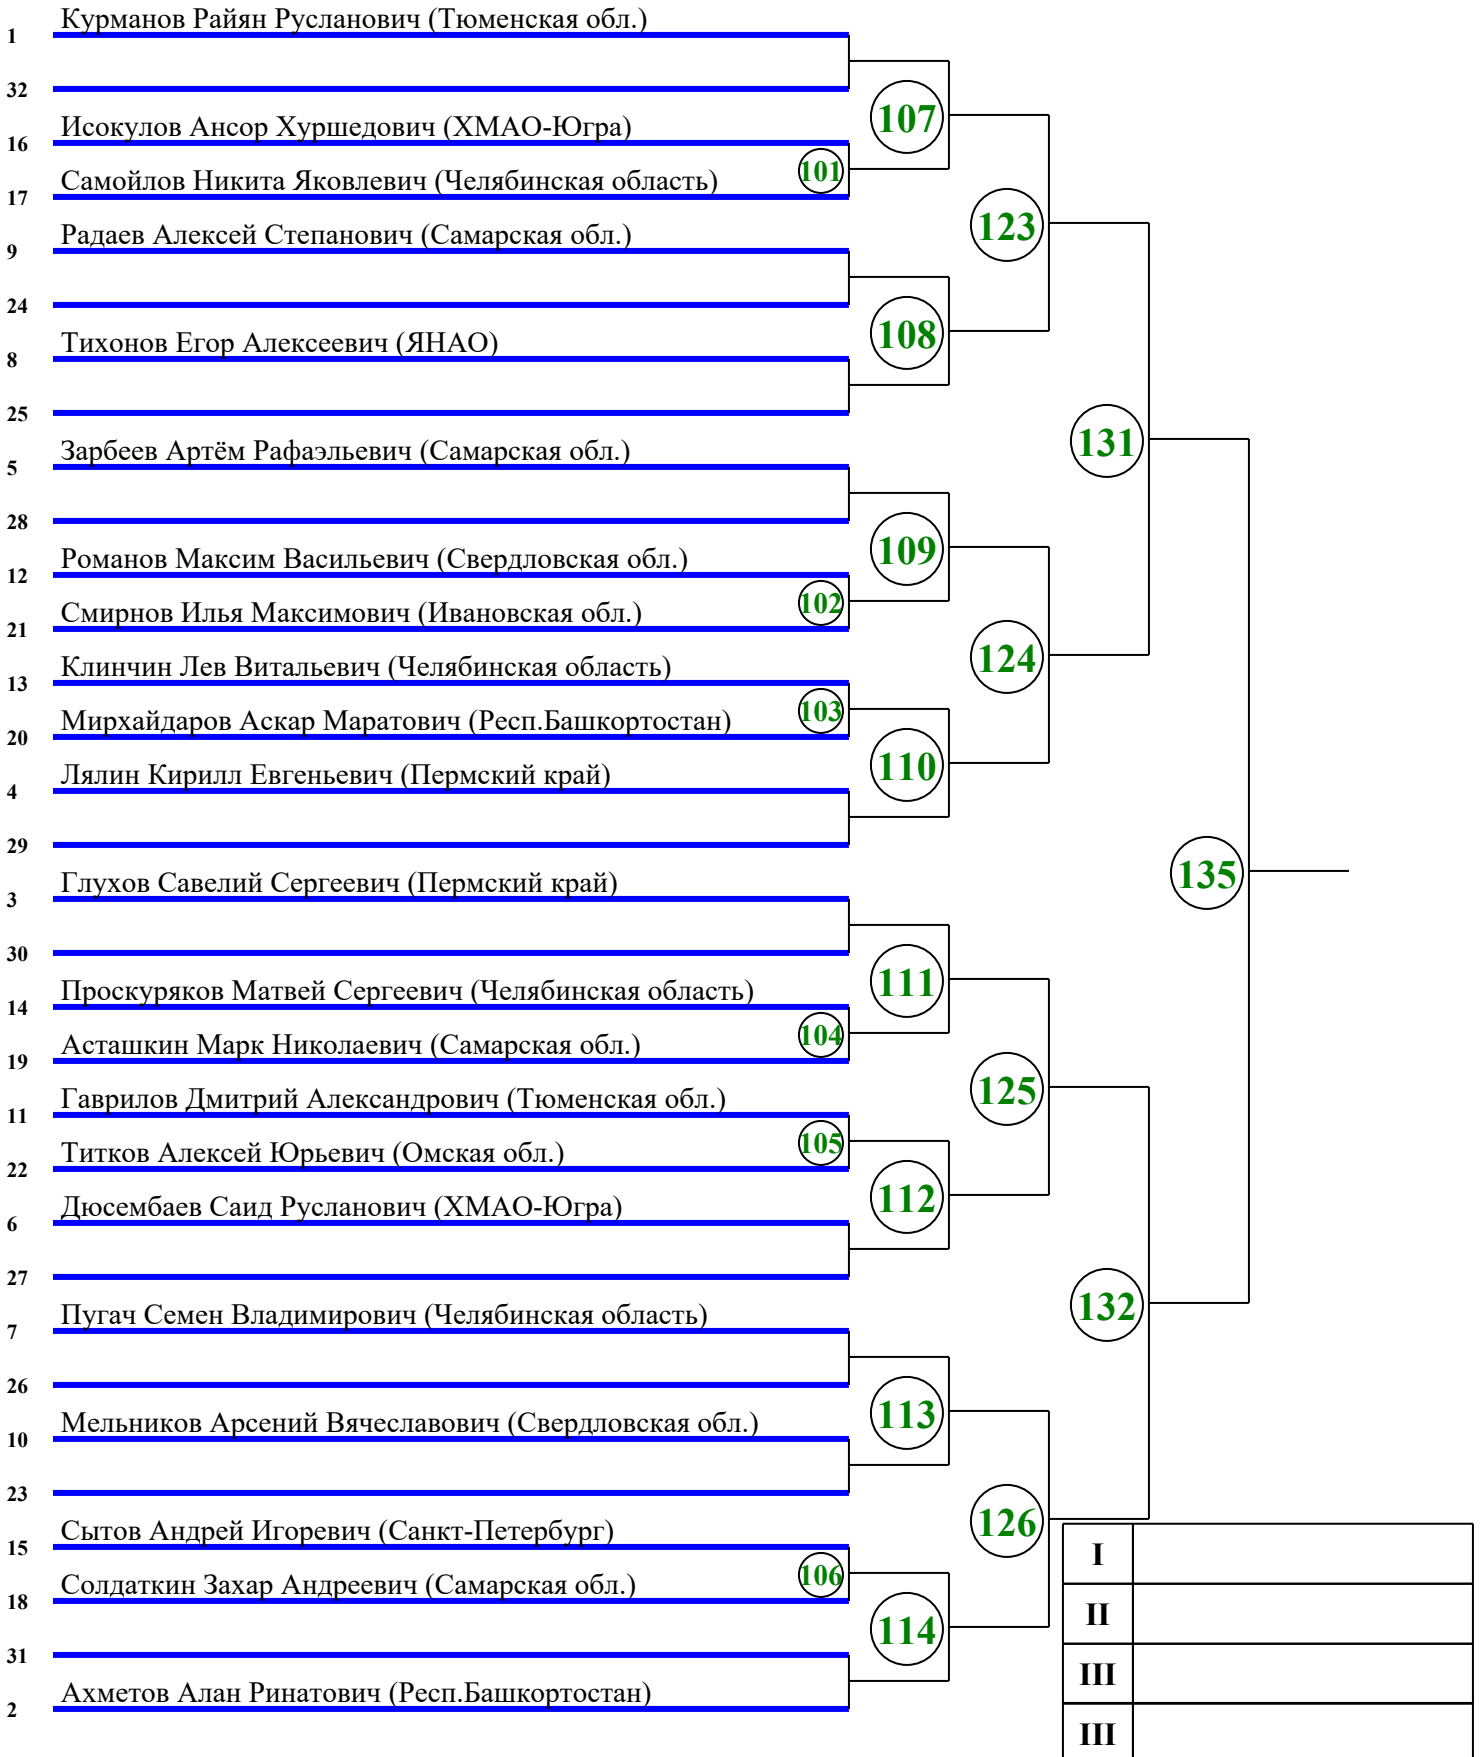 Курманов Райян Русланович (Тюменская обл.)
1
32
107
Исокулов Ансор Хуршедович (ХМАО-Югра)
16
101
Самойлов Никита Яковлевич (Челябинская область)
17
123
Радаев Алексей Степанович (Самарская обл.)
9
24
108
Тихонов Егор Алексеевич (ЯНАО)
8
25
131
Зарбеев Артём Рафаэльевич (Самарская обл.)
5
28
109
Романов Максим Васильевич (Свердловская обл.)
12
102
Смирнов Илья Максимович (Ивановская обл.)
21
124
Клинчин Лев Витальевич (Челябинская область)
13
103
Мирхайдаров Аскар Маратович (Респ.Башкортостан)
20
110
Лялин Кирилл Евгеньевич (Пермский край)
4
29
135
Глухов Савелий Сергеевич (Пермский край)
3
30
111
Проскуряков Матвей Сергеевич (Челябинская область)
14
104
Асташкин Марк Николаевич (Самарская обл.)
19
125
Гаврилов Дмитрий Александрович (Тюменская обл.)
11
105
Титков Алексей Юрьевич (Омская обл.)
22
112
Дюсембаев Саид Русланович (ХМАО-Югра)
6
27
132
Пугач Семен Владимирович (Челябинская область)
7
26
113
Мельников Арсений Вячеславович (Свердловская обл.)
10
23
126
Сытов Андрей Игоревич (Санкт-Петербург)
15
I
106
Солдаткин Захар Андреевич (Самарская обл.)
18
II
114
31
III
Ахметов Алан Ринатович (Респ.Башкортостан)
2
III